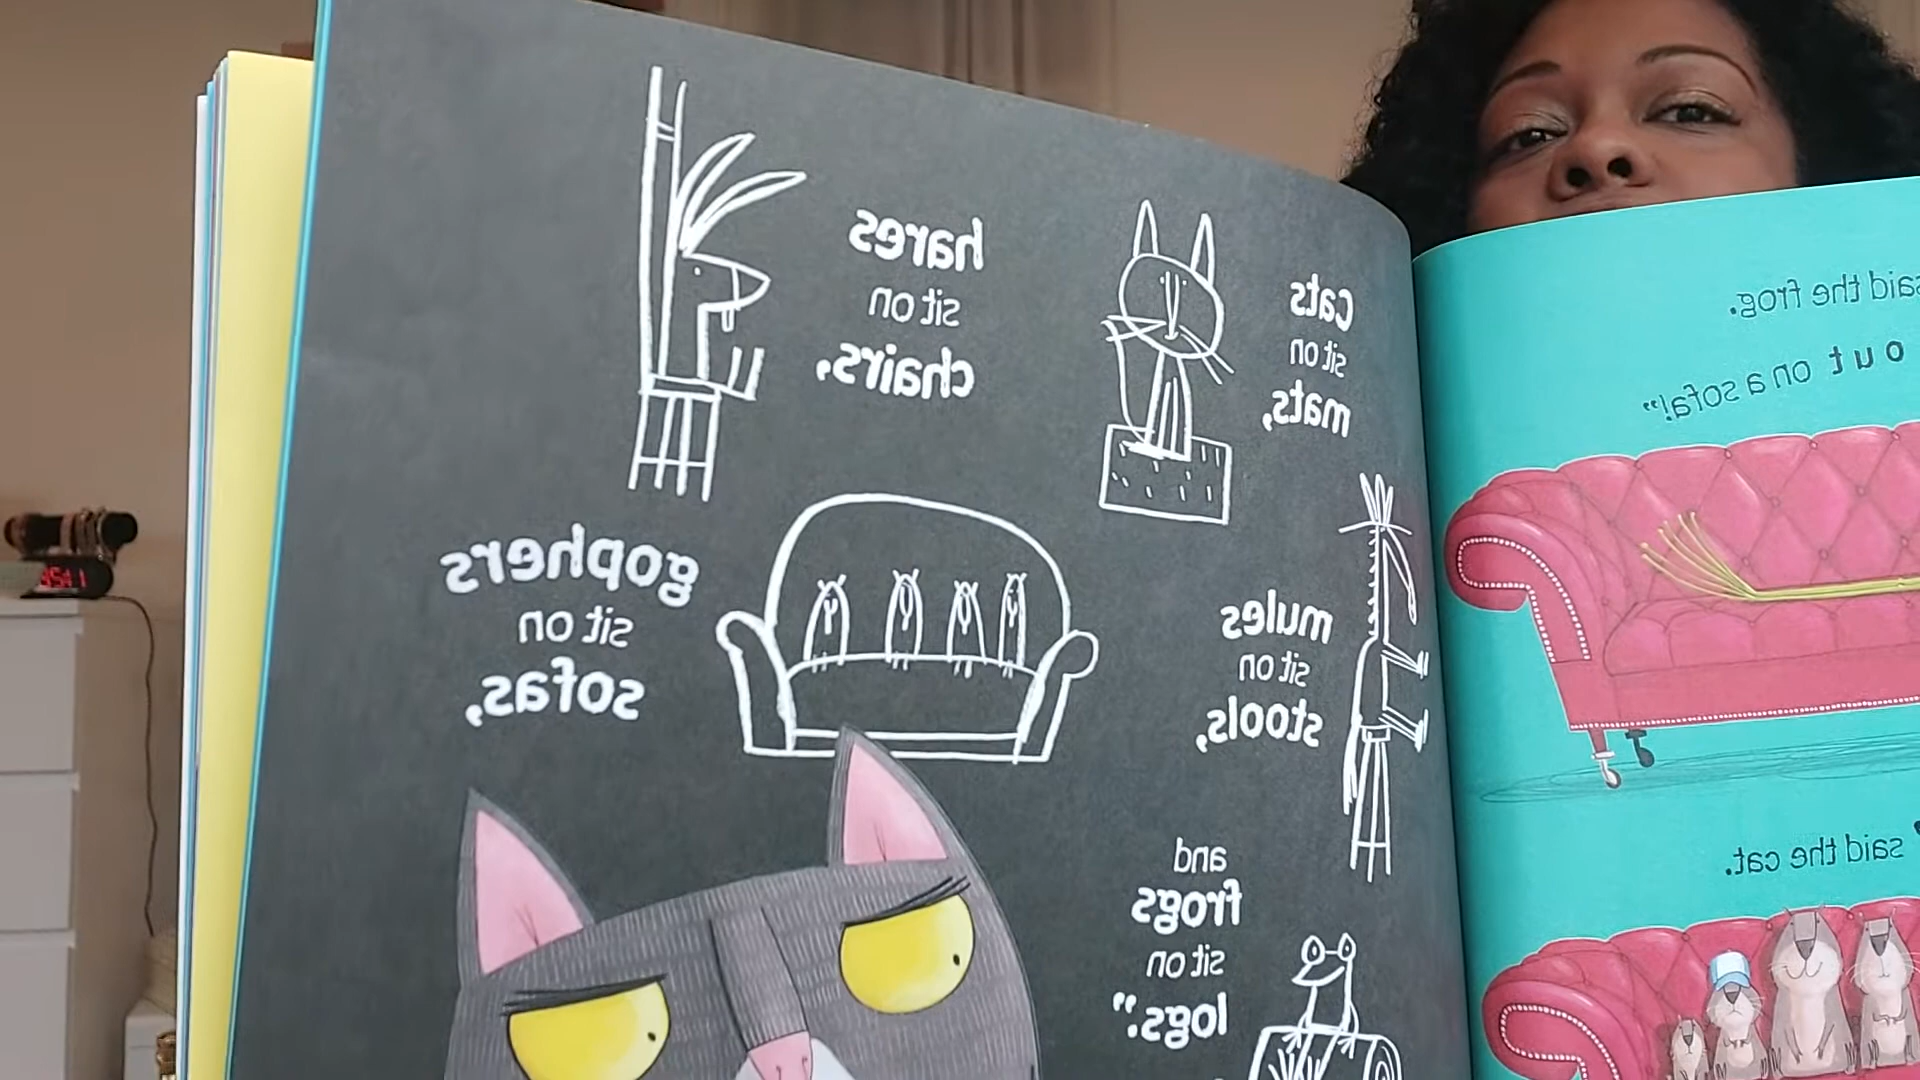 said the frog.
o u t on a sofa!”
said the cat.
cats
sit on
mats,
hares
sit on
chairs,
mules
sit on
stools,
gophers
sit on
sofas,
and
frogs
sit on
logs.”